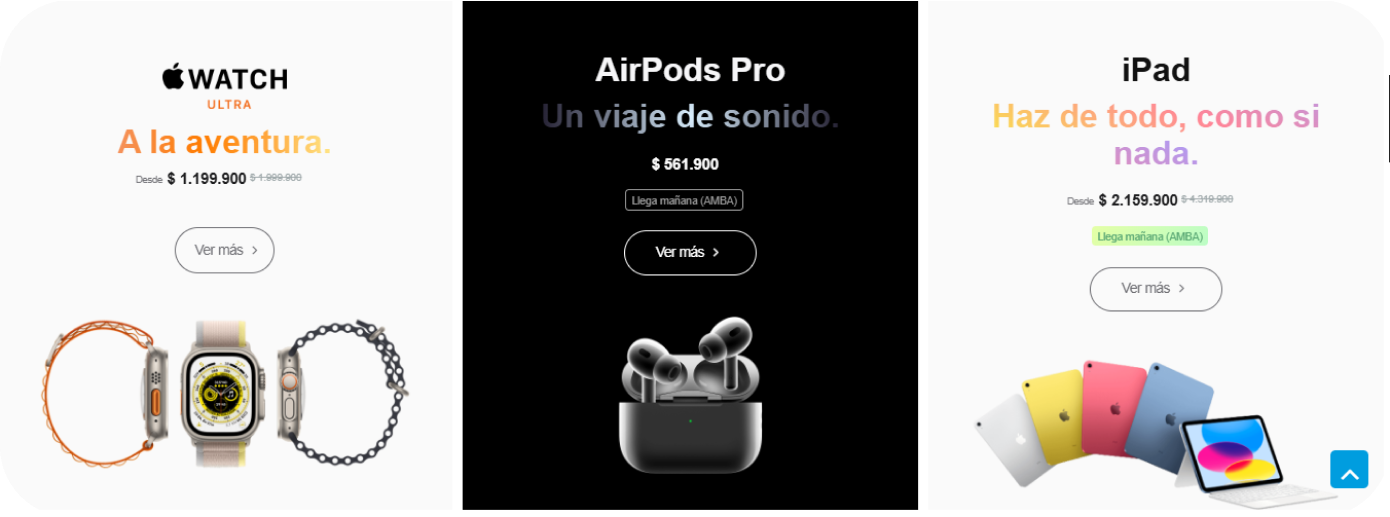 WATCH
ULTRA
A la aventura.
Desde $ 1.199.900 $ 1.999.900
Ver más
AirPods Pro
Un viaje de sonido.
$ 561.900
Llega mañana (AMBA)
Ver más
iPad
Haz de todo, como si
nada.
Desde $ 2.159.900 $ 4.319.900
Llega mañana (AMBA)
Ver más